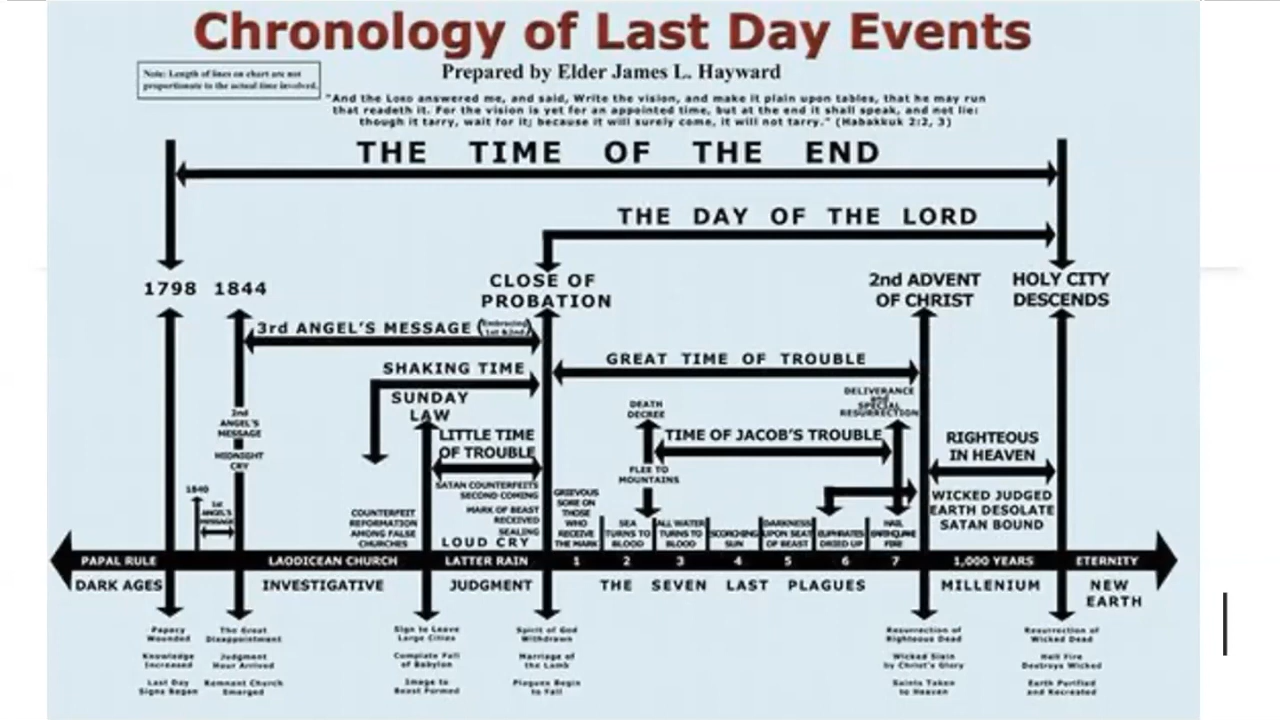 Chronology of Last Day Events
Prepared by Elder James L. Hayward
Note: Length of lines on chart are not
proportionate to the actual time involved.
"And the LORD answered me, and said, Write the vision, and make it plain upon tables, that he may run
that readeth it. For the vision is yet for an appointed time, but at the end it shall speak, and not lie:
though it tarry, wait for it; because it will surely come, it will not tarry." (Habakkuk 2:2, 3)
THE TIME OF THE END
THE DAY OF THE LORD
1798
1844
CLOSE OF
PROBATION
2nd ADVENT
OF CHRIST
HOLY CITY
DESCENDS
3rd ANGEL'S MESSAGE (Embracing
1st & 2nd)
SHAKING TIME
GREAT TIME OF TROUBLE
SUNDAY
LAW
DEATH
DECREE
DELIVERANCE
and
SPECIAL
RESURRECTION
2nd
ANGEL'S
MESSAGE
MIDNIGHT
CRY
LITTLE TIME
OF TROUBLE
TIME OF JACOB'S TROUBLE
RIGHTEOUS
IN HEAVEN
FLEE TO
MOUNTAINS
1840
1st
ANGEL'S
MESSAGE
SATAN COUNTERFEITS
SECOND COMING
MARK OF BEAST
RECEIVED
SEALING
LOUD CRY
COUNTERFEIT
REFORMATION
AMONG FALSE
CHURCHES
GRIEVOUS
SORE ON
THOSE
WHO
RECEIVE
THE MARK
SEA
TURNS TO
BLOOD
ALL WATER
TURNS TO
BLOOD
SCORCHING
SUN
DARKNESS
UPON SEAT
OF BEAST
EUPHRATES
DRIED UP
HAIL
EARTHQUAKE
FIRE
WICKED JUDGED
EARTH DESOLATE
SATAN BOUND
PAPAL RULE
LAODICEAN CHURCH
LATTER RAIN
1 2 3 4 5 6 7
1,000 YEARS
ETERNITY
DARK AGES
INVESTIGATIVE JUDGMENT
THE SEVEN LAST PLAGUES
MILLENIUM
NEW
EARTH
Papacy
Wounded
Knowledge
Increased
Last Day
Signs Began
The Great
Disappointment
Judgment
Hour Arrived
Remnant Church
Emerged
Sign to Leave
Large Cities
Complete Fall
of Babylon
Image to
Beast Formed
Spirit of God
Withdrawn
Marriage of
the Lamb
Plagues Begin
to Fall
Resurrection of
Righteous Dead
Wicked Slain
by Christ's Glory
Saints Taken
to Heaven
Resurrection of
Wicked Dead
Hell Fire
Destroys Wicked
Earth Purified
and Recreated